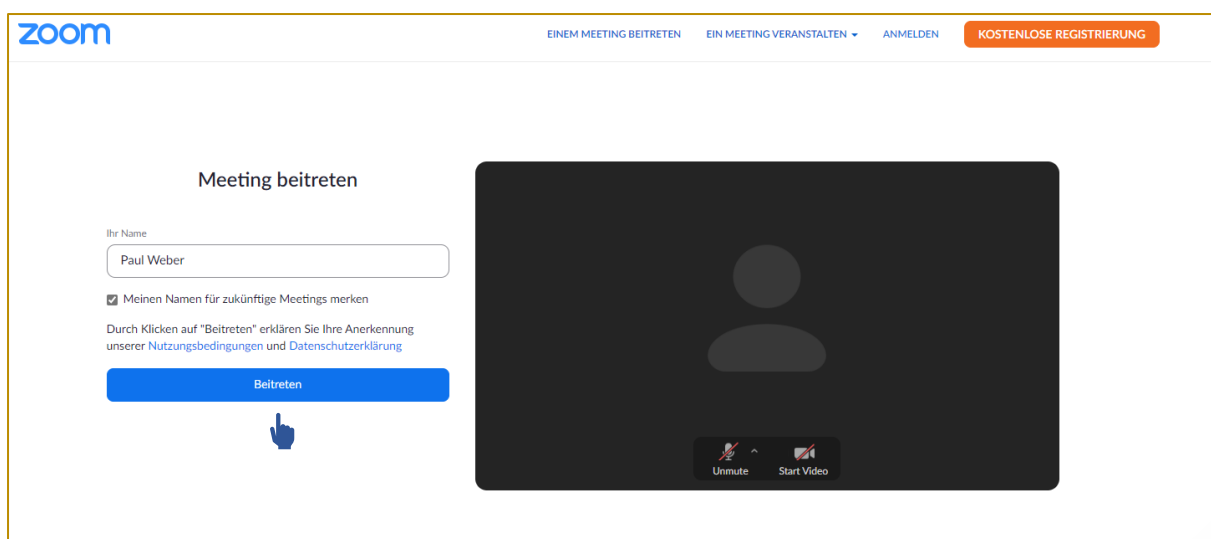 zoom
EINEM MEETING BEITRETEN EIN MEETING VERANSTALTEN ANMELDEN KOSTENLOSE REGISTRIERUNG
Meeting beitreten
Ihr Name
Paul Weber
Meinen Namen für zukünftige Meetings merken
Durch Klicken auf "Beitreten" erklären Sie Ihre Anerkennung
unserer Nutzungsbedingungen und Datenschutzerklärung
Beitreten
Unmute Start Video